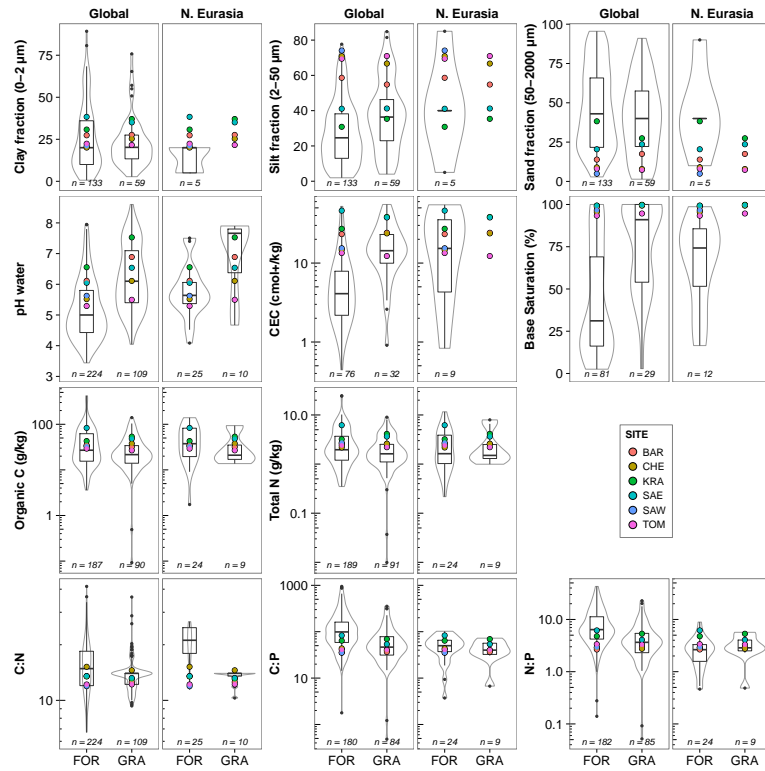 Global N. Eurasia
Clay fraction (0–2 µm)
75
50
25
0
n = 133 n = 59 n = 5
Global N. Eurasia
Silt fraction (2–50 µm)
80
60
40
20
0
n = 133 n = 59 n = 5
Global N. Eurasia
Sand fraction (50–2000 µm)
100
75
50
25
0
n = 133 n = 59 n = 5
pH water
8
7
6
5
4
3
n = 224 n = 109 n = 25 n = 10
CEC (cmol+/kg)
10
1
n = 76 n = 32 n = 9
Base Saturation (%)
100
75
50
25
0
n = 81 n = 29 n = 12
Organic C (g/kg)
100
1
n = 187 n = 90 n = 24 n = 9
Total N (g/kg)
10.0
1.0
0.1
n = 189 n = 91 n = 24 n = 9
SITE
BAR
CHE
KRA
SAE
SAW
TOM
C:N
10
n = 224 n = 109 n = 25 n = 10
FOR GRA FOR GRA
C:P
1000
100
10
n = 180 n = 84 n = 24 n = 9
FOR GRA FOR GRA
N:P
10.0
1.0
0.1
n = 182 n = 85 n = 24 n = 9
FOR GRA FOR GRA